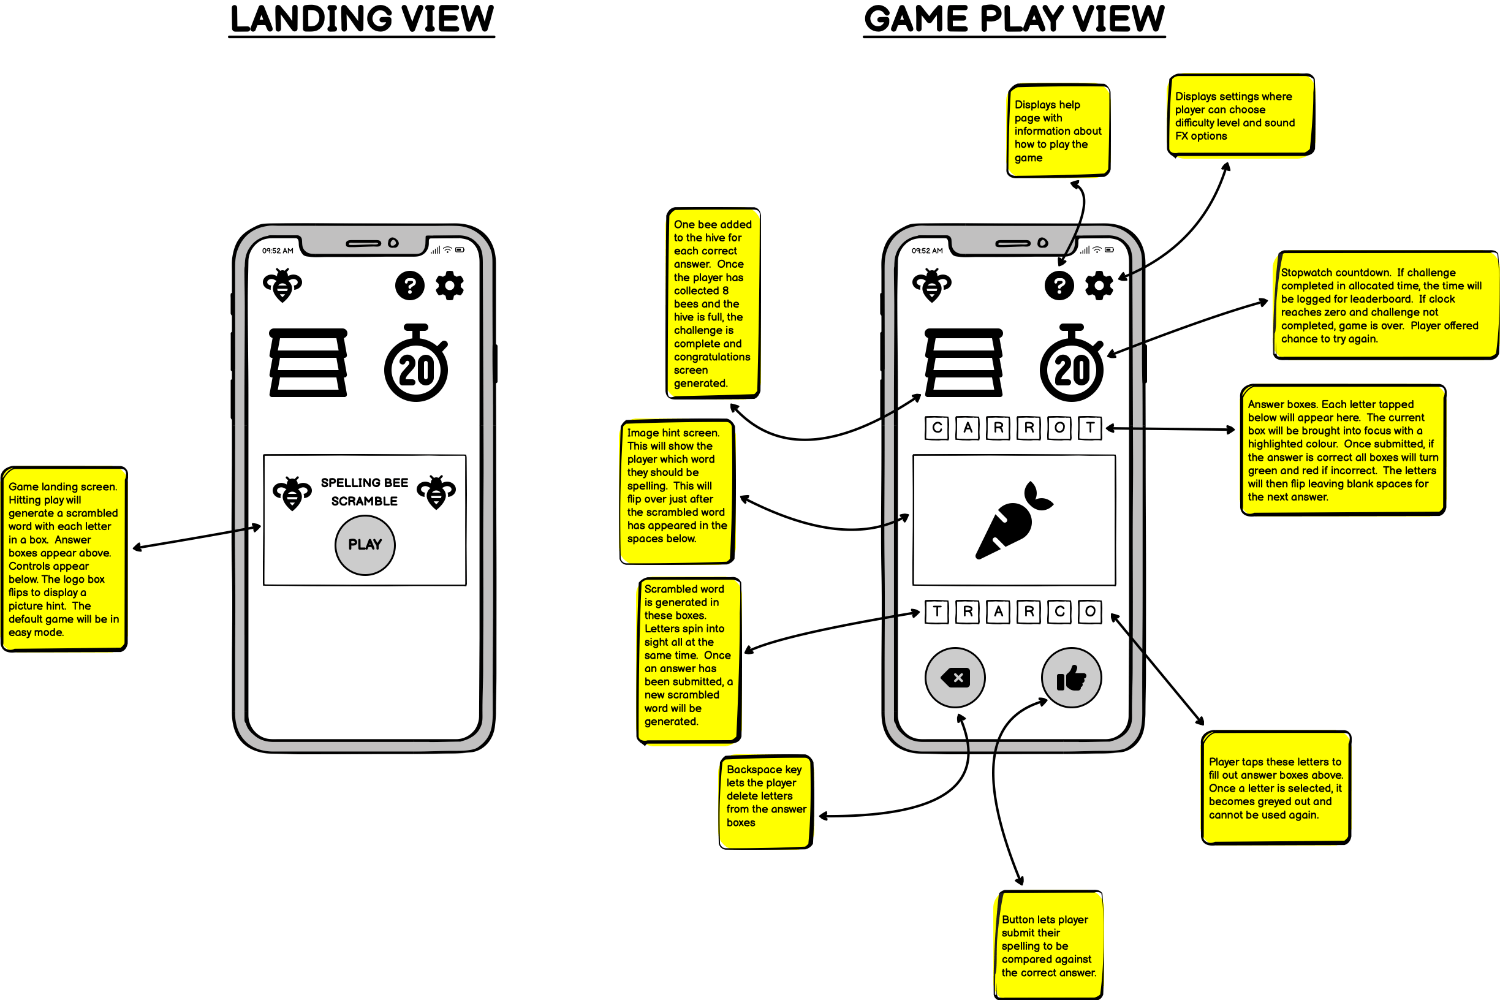 LANDING VIEW
GAME PLAY VIEW
Displays help
page with
information about
how to play the
game
Displays settings where
player can choose
difficulty level and sound
FX options
One bee added
to the hive for
each correct
answer. Once
the player has
collected 8
bees and the
hive is full, the
challenge is
complete and
congratulations
screen
generated.
09:52 AM
?
20
09:52 AM
?
20
Stopwatch countdown. If challenge
completed in allocated time, the time will
be logged for leaderboard. If clock
reaches zero and challenge not
completed, game is over. Player offered
chance to try again.
Answer boxes. Each letter tapped
below will appear here. The current
box will be brought into focus with a
highlighted colour. Once submitted, if
the answer is correct all boxes will turn
green and red if incorrect. The letters
will then flip leaving blank spaces for
the next answer.
C A R R O T
Image hint screen.
This will show the
player which word
they should be
spelling. This will
flip over just after
the scrambled word
has appeared in the
spaces below.
Game landing screen.
Hitting play will
generate a scrambled
word with each letter
in a box. Answer
boxes appear above.
Controls appear
below. The logo box
flips to display a
picture hint. The
default game will be in
easy mode.
SPELLING BEE
SCRAMBLE
PLAY
Scrambled word
is generated in
these boxes.
Letters spin into
sight all at the
same time. Once
an answer has
been submitted, a
new scrambled
word will be
generated.
T R A R C O
Backspace key
lets the player
delete letters
from the answer
boxes
Player taps these letters to
fill out answer boxes above.
Once a letter is selected, it
becomes greyed out and
cannot be used again.
Button lets player
submit their
spelling to be
compared against
the correct answer.